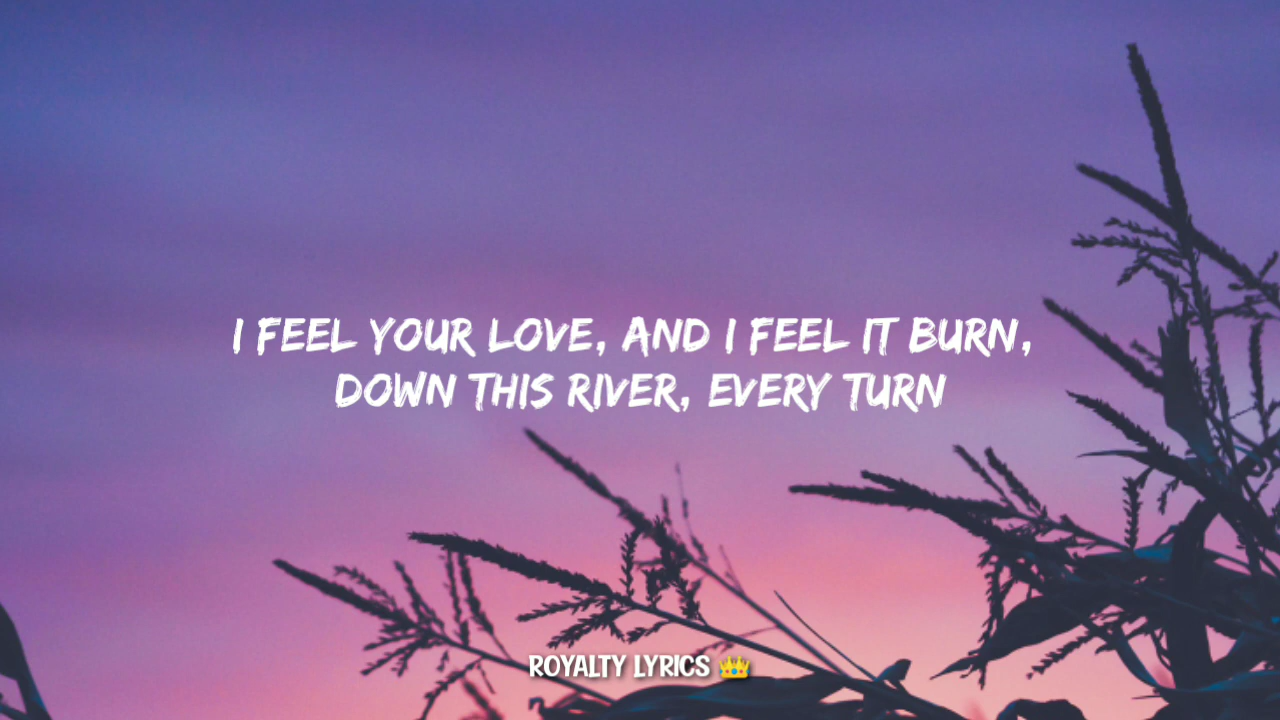 I FEEL YOUR LOVE, AND I FEEL IT BURN,
DOWN THIS RIVER, EVERY TURN
ROYALTY LYRICS 👑